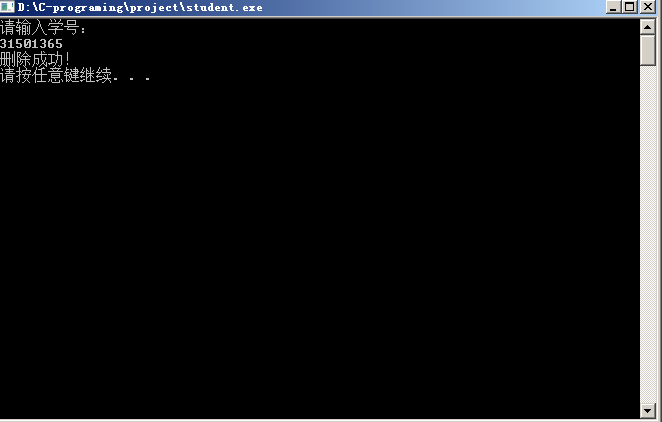 D:\C-programing\project\student.exe
请输入学号：
31501365
删除成功!
请按任意键继续. . .